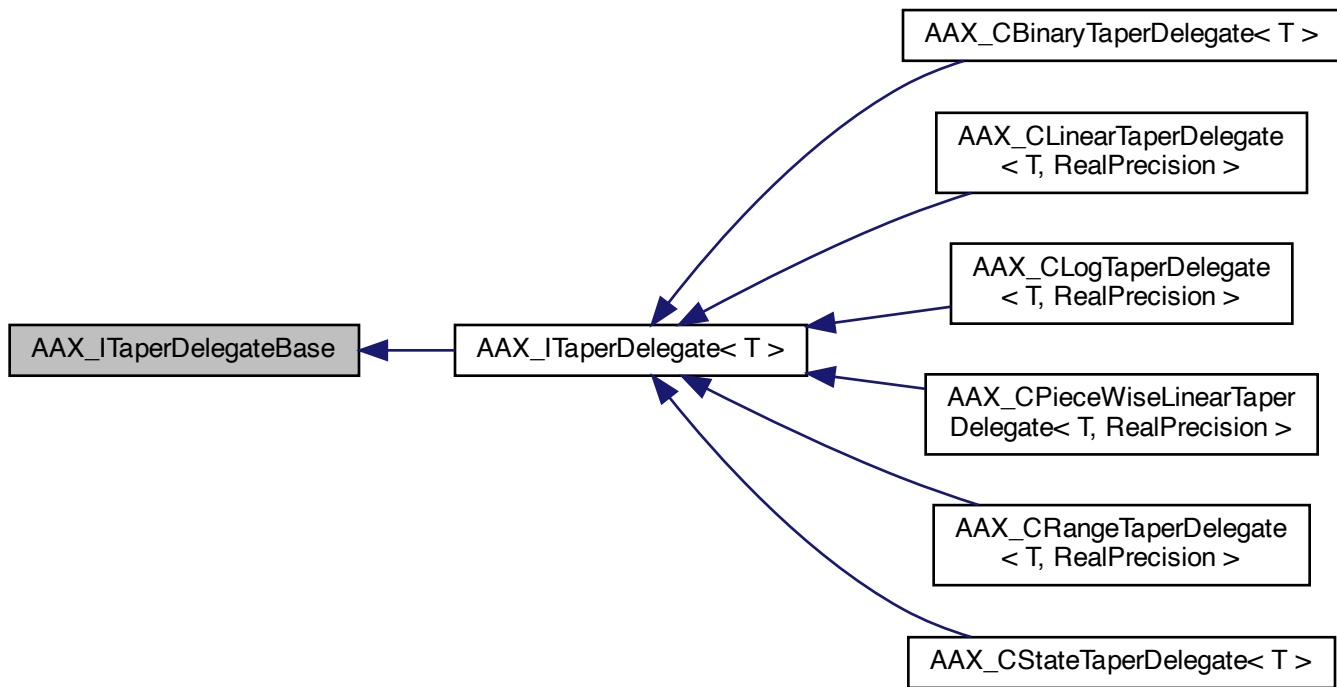 AAX_CBinaryTaperDelegate< T >
AAX_CLinearTaperDelegate
< T, RealPrecision >
AAX_CLogTaperDelegate
< T, RealPrecision >
AAX_ITaperDelegateBase
AAX_ITaperDelegate< T >
AAX_CPieceWiseLinearTaper
Delegate< T, RealPrecision >
AAX_CRangeTaperDelegate
< T, RealPrecision >
AAX_CStateTaperDelegate< T >